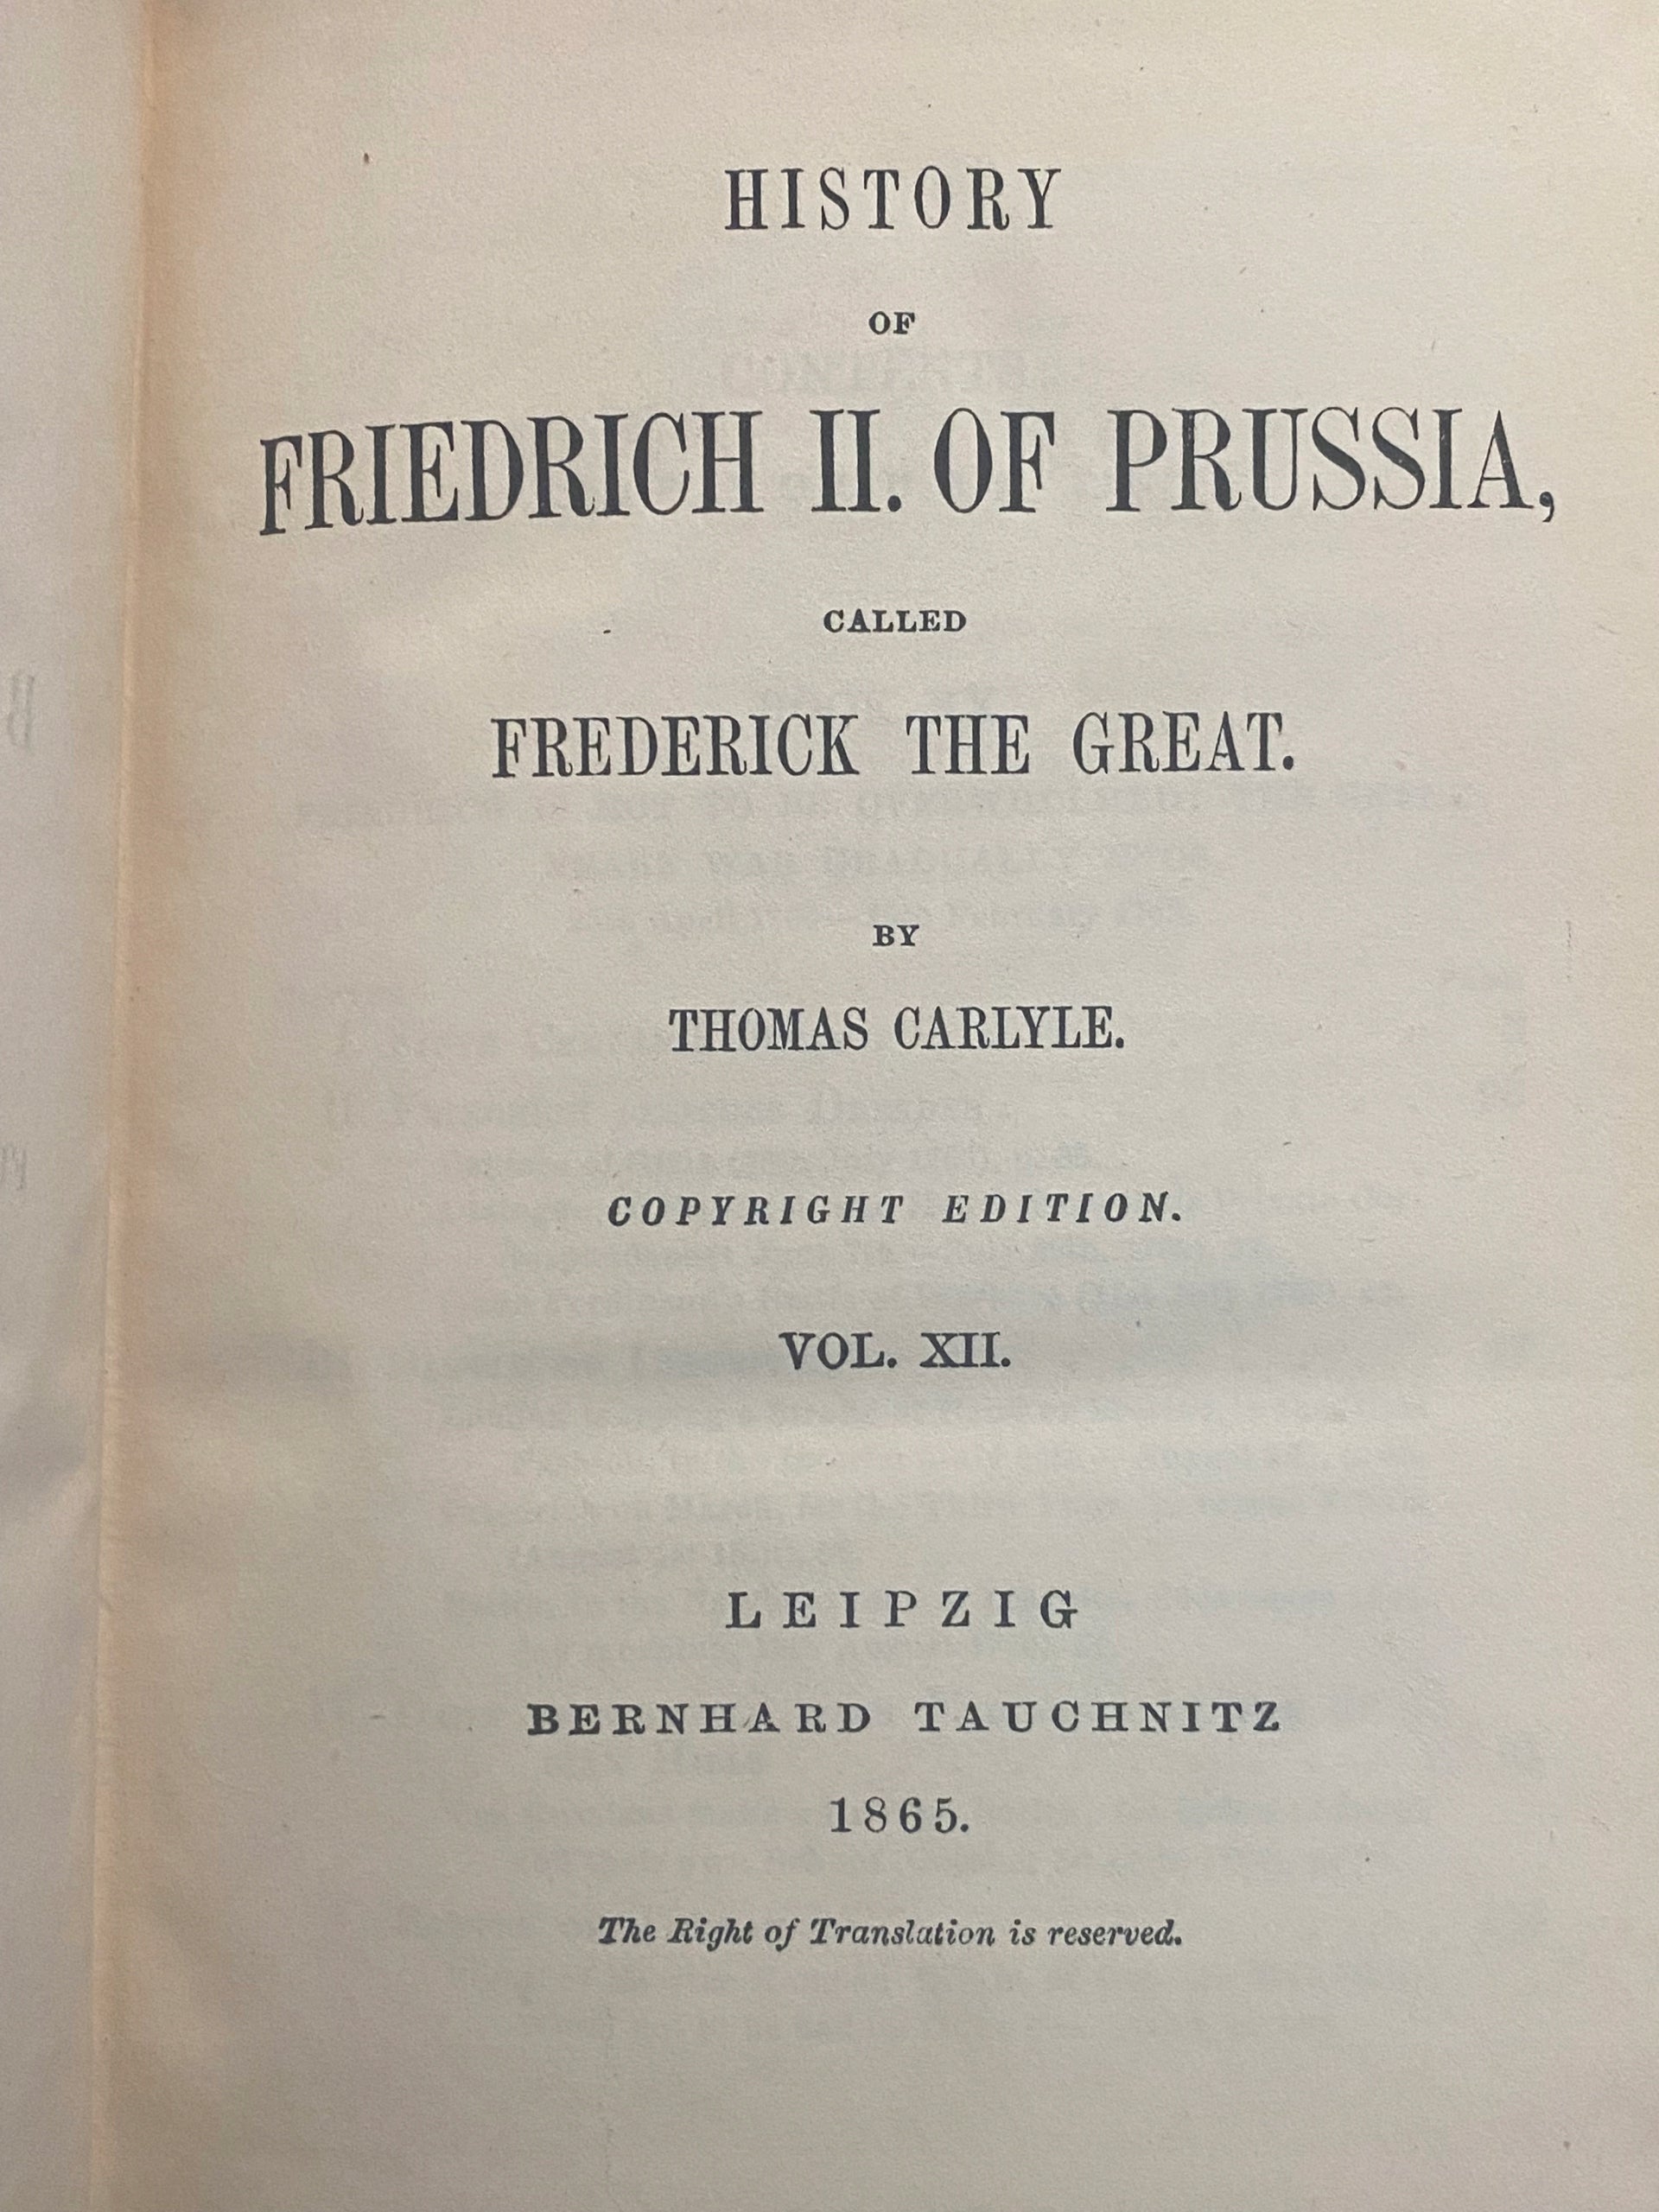 HISTORY
OF
FRIEDRICH II. OF PRUSSIA,
CALLED
FREDERICK THE GREAT.
BY
THOMAS CARLYLE.
COPYRIGHT EDITION.
VOL. XII.
LEIPZIG
BERNHARD TAUCHNITZ
1865.
The Right of Translation is reserved.